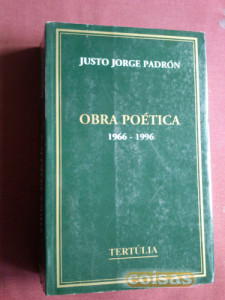 JUSTO JORGE PADRÓN
OBRA POÉTICA
1966 - 1996
TERTÚLIA
coisas